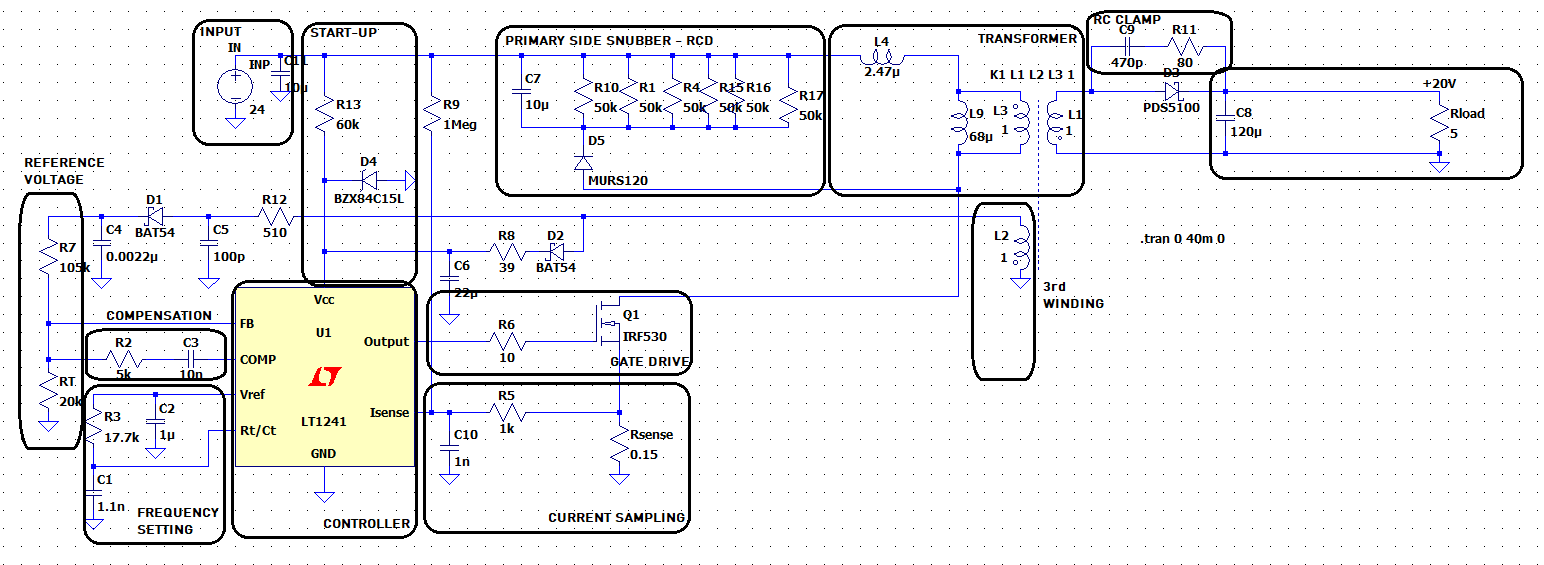 INPUT
IN
INP
24
C11
10µ
START-UP
R13
60k
D4
BZX84C15L
R9
1Meg
PRIMARY SIDE SNUBBER - RCD
C7
10µ
R10
50k
R1
50k
R4
50k
R15
50k
R16
50k
R17
50k
D5
MURS120
TRANSFORMER
L4
2.47µ
K1 L1 L2 L3 1
L9
68µ
L3
1
L1
1
RC CLAMP
C9
470p
R11
80
D3
PDS5100
+20V
C8
120µ
Rload
5
REFERENCE
VOLTAGE
R7
105k
RT
20k
D1
BAT54
C4
0.0022µ
C5
100p
R12
510
R8
39
D2
BAT54
C6
22µ
L2
1
3rd
WINDING
.tran 0 40m 0
COMPENSATION
R2
5k
C3
10n
R3
17.7k
C2
1µ
C1
1.1n
FREQUENCY
SETTING
Vcc
U1
FB
COMP
Vref
Rt/Ct
Output
Isense
LT1241
GND
CONTROLLER
R6
10
Q1
IRF530
GATE DRIVE
R5
1k
C10
1n
Rsense
0.15
CURRENT SAMPLING